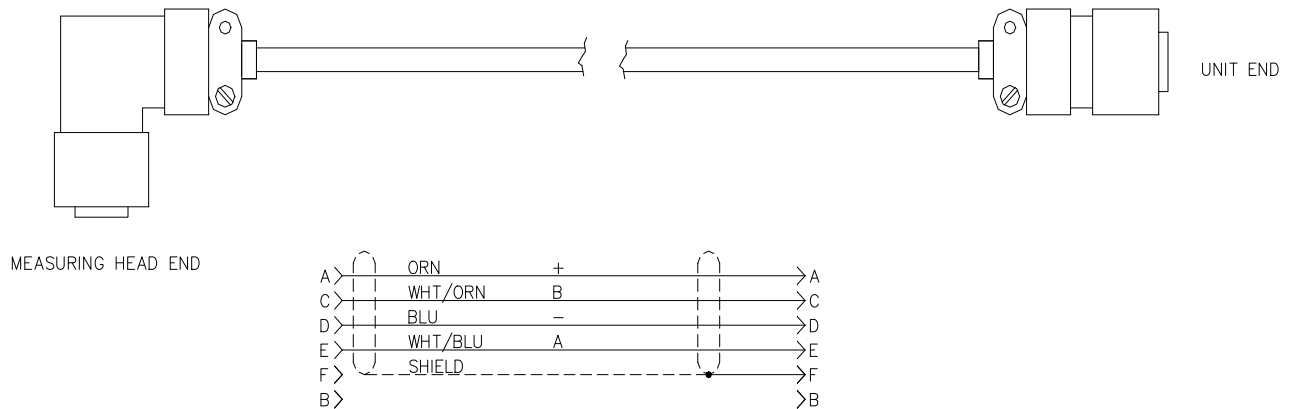 UNIT END
MEASURING HEAD END
A ORN + A
C WHT/ORN B C
D BLU - D
E WHT/BLU A E
F SHIELD F
B B